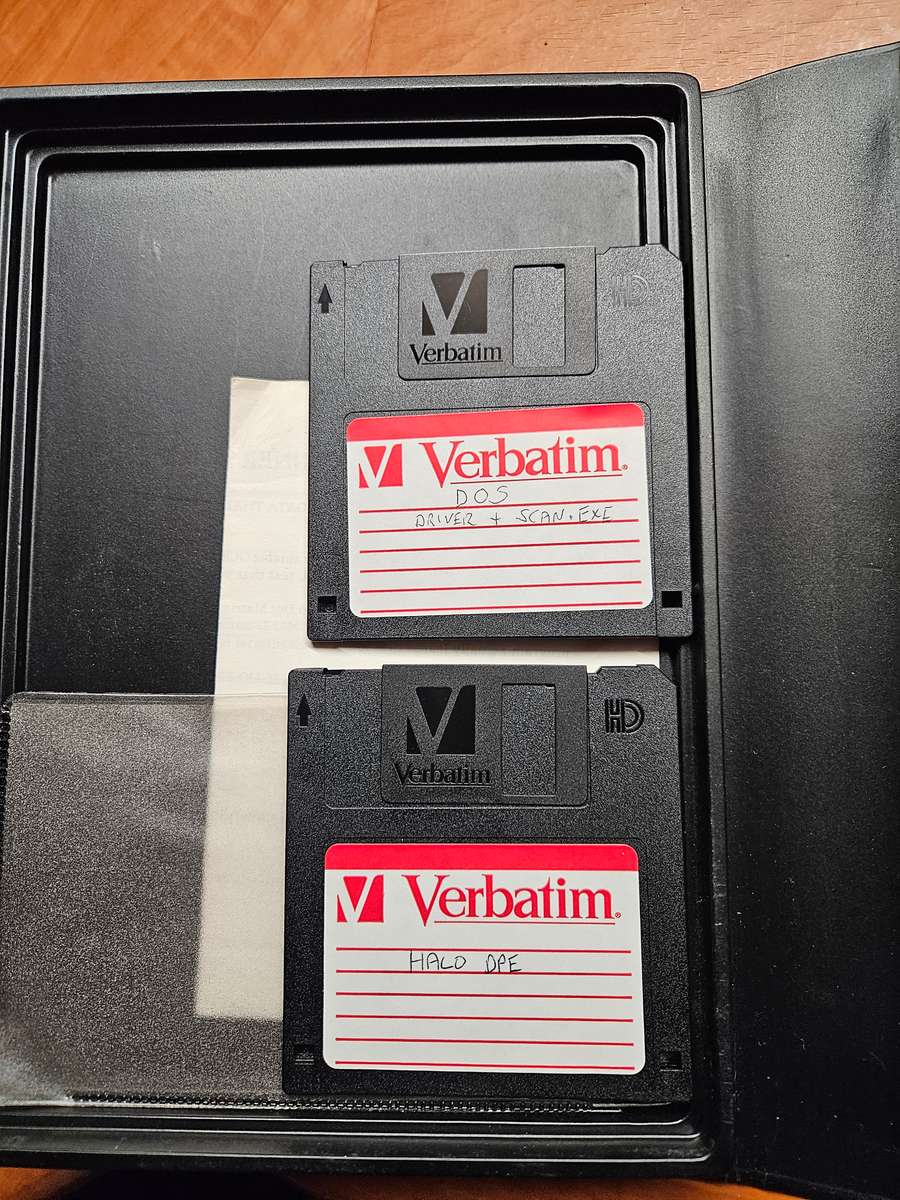 Verbatim
HD
Verbatim
DOS
DRIVER + SCAN.EXE
Verbatim
HD
Verbatim
HALO DPE